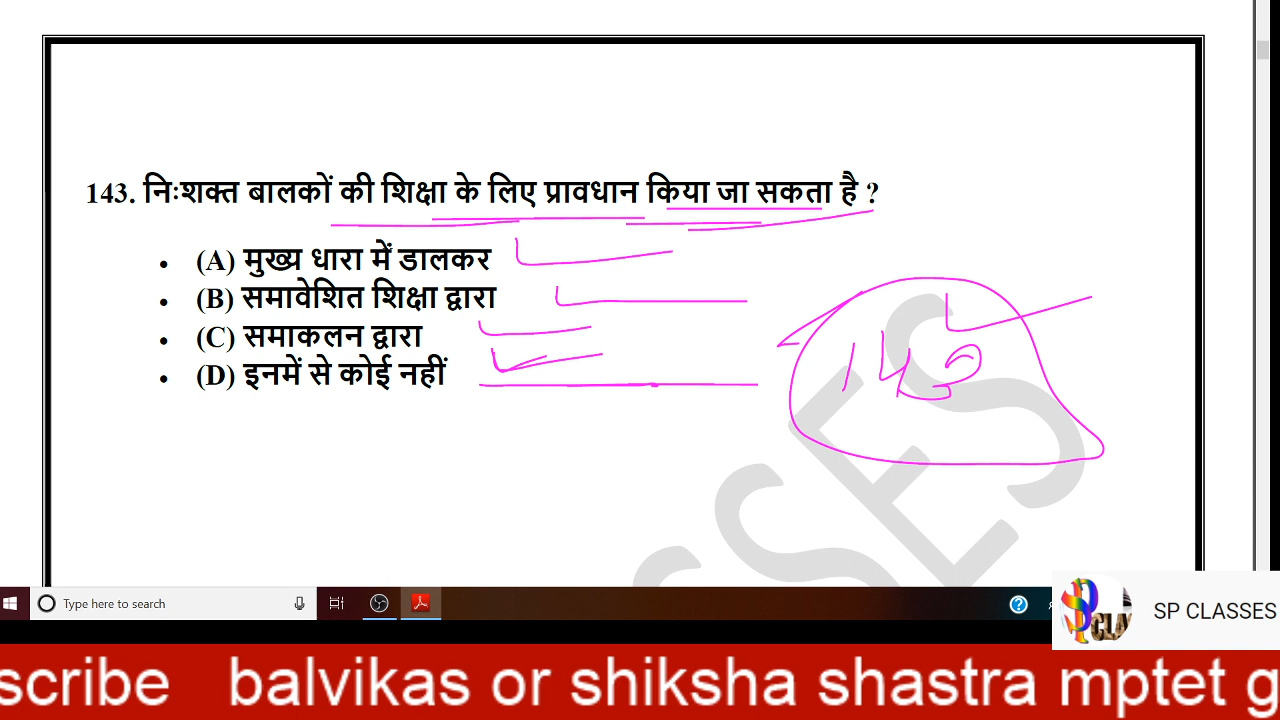 143. निःशक्त बालकों की शिक्षा के लिए प्रावधान किया जा सकता है ?
• (A) मुख्य धारा में डालकर
• (B) समावेशित शिक्षा द्वारा
• (C) समाकलन द्वारा
• (D) इनमें से कोई नहीं
SSES
Type here to search
SP CLASSES
scribe balvikas or shiksha shastra mptet g